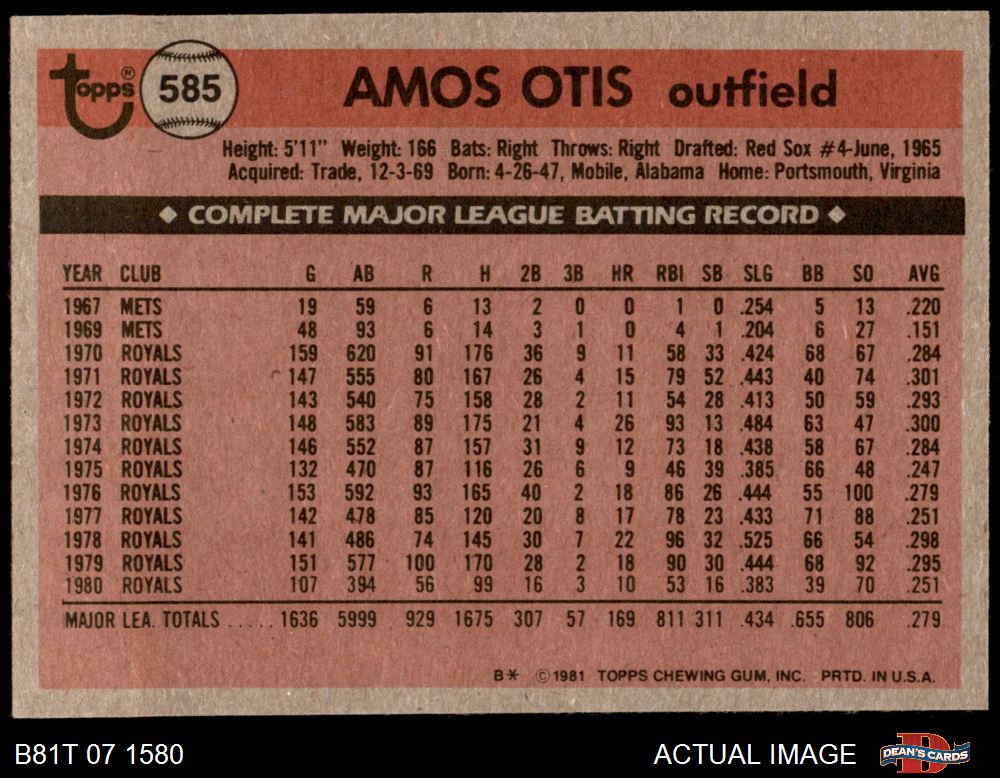 Topps® 585 AMOS OTIS outfield
Height: 5'11" Weight: 166 Bats: Right Throws: Right Drafted: Red Sox #4-June, 1965
Acquired: Trade, 12-3-69 Born: 4-26-47, Mobile, Alabama Home: Portsmouth, Virginia
◆ COMPLETE MAJOR LEAGUE BATTING RECORD ◆
YEAR CLUB G AB R H 2B 3B HR RBI SB SLG BB SO AVG
1967 METS 19 59 6 13 2 0 0 1 0 .254 5 13 .220
1969 METS 48 93 6 14 3 1 0 4 1 .204 6 27 .151
1970 ROYALS 159 620 91 176 36 9 11 58 33 .424 68 67 .284
1971 ROYALS 147 555 80 167 26 4 15 79 52 .443 40 74 .301
1972 ROYALS 143 540 75 158 28 2 11 54 28 .413 50 59 .293
1973 ROYALS 148 583 89 175 21 4 26 93 13 .484 63 47 .300
1974 ROYALS 146 552 87 157 31 9 12 73 18 .438 58 67 .284
1975 ROYALS 132 470 87 116 26 6 9 46 39 .385 66 48 .247
1976 ROYALS 153 592 93 165 40 2 18 86 26 .444 55 100 .279
1977 ROYALS 142 478 85 120 20 8 17 78 23 .433 71 88 .251
1978 ROYALS 141 486 74 145 30 7 22 96 32 .525 66 54 .298
1979 ROYALS 151 577 100 170 28 2 18 90 30 .444 68 92 .295
1980 ROYALS 107 394 56 99 16 3 10 53 16 .383 39 70 .251
MAJOR LEA. TOTALS ..... 1636 5999 929 1675 307 57 169 811 311 .434 .655 806 .279
B* ©1981 TOPPS CHEWING GUM, INC. PRTD. IN U.S.A.
B81T 07 1580 ACTUAL IMAGE D DEAN'S CARDS